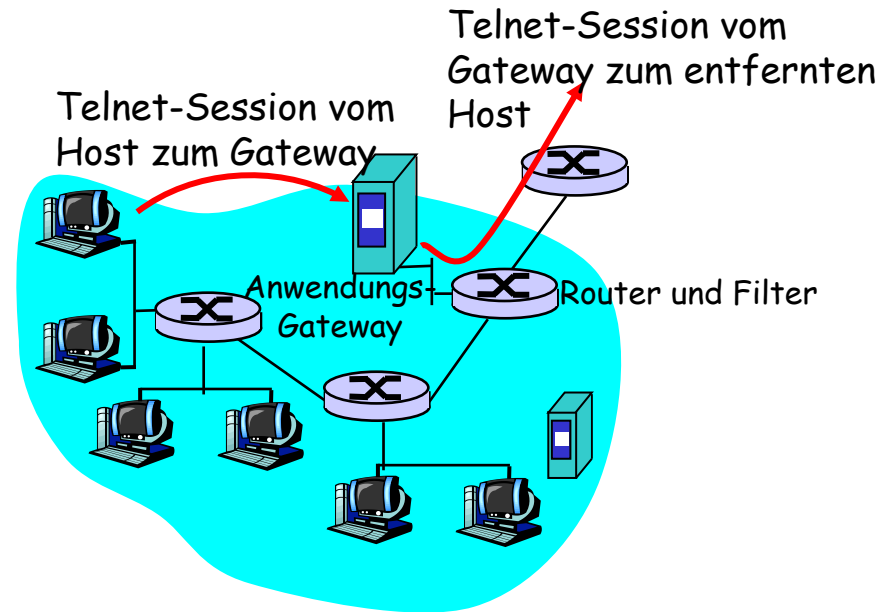 Telnet-Session vom
Gateway zum entfernten
Host
Telnet-Session vom
Host zum Gateway
Anwendungs-
Gateway
Router und Filter